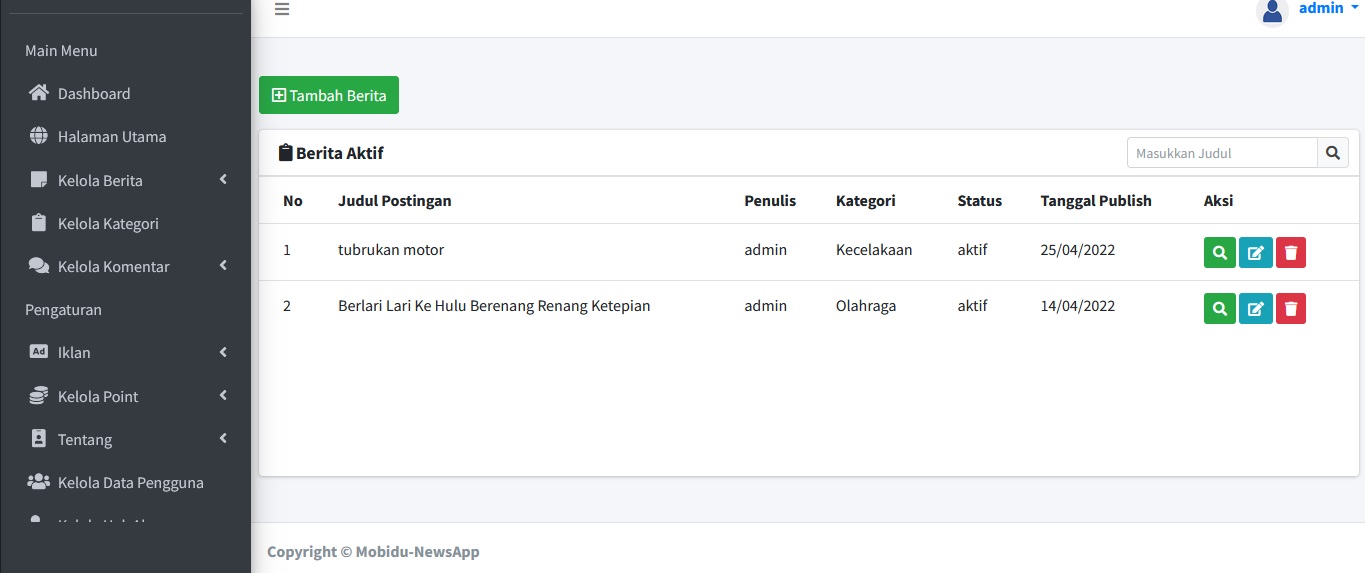 admin
Main Menu
Dashboard
Halaman Utama
Kelola Berita
Kelola Kategori
Kelola Komentar
Pengaturan
Ad Iklan
Kelola Point
Tentang
Kelola Data Pengguna
Tambah Berita
Berita Aktif
Masukkan Judul
No Judul Postingan Penulis Kategori Status Tanggal Publish Aksi
1 tubrukan motor admin Kecelakaan aktif 25/04/2022
2 Berlari Lari Ke Hulu Berenang Renang Ketepian admin Olahraga aktif 14/04/2022
Copyright © Mobidu-NewsApp